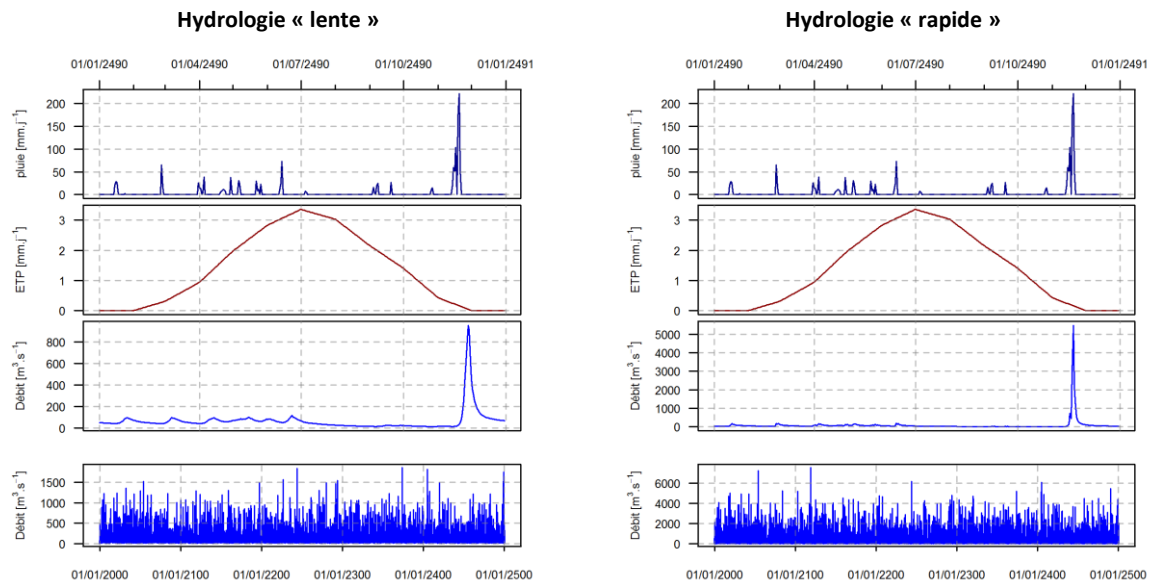 Hydrologie « lente »
01/01/2490 01/04/2490 01/07/2490 01/10/2490 01/01/2491
pluie [mm.j⁻¹]
200
150
100
50
0
ETP [mm.j⁻¹]
3
2
1
0
Débit [m³.s⁻¹]
800
600
400
200
0
Débit [m³.s⁻¹]
1500
1000
500
0
01/01/2000 01/01/2100 01/01/2200 01/01/2300 01/01/2400 01/01/2500
Hydrologie « rapide »
01/01/2490 01/04/2490 01/07/2490 01/10/2490 01/01/2491
pluie [mm.j⁻¹]
200
150
100
50
0
ETP [mm.j⁻¹]
3
2
1
0
Débit [m³.s⁻¹]
5000
4000
3000
2000
1000
0
Débit [m³.s⁻¹]
6000
4000
2000
0
01/01/2000 01/01/2100 01/01/2200 01/01/2300 01/01/2400 01/01/2500